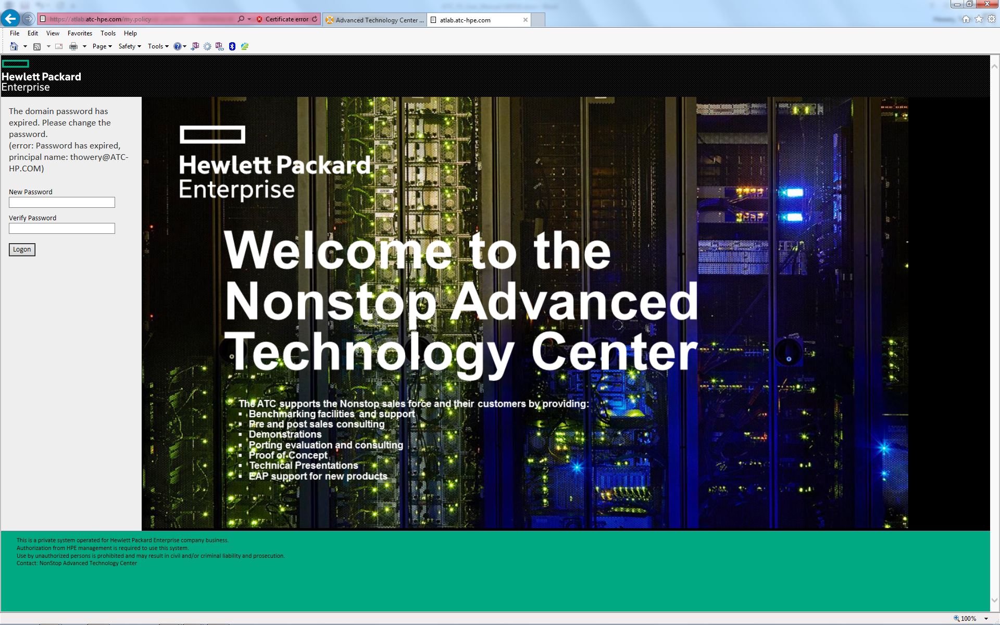 https://atlab.atc-hpe.com/my.policy
Certificate error
Advanced Technology Center ...
atlab.atc-hpe.com
File Edit View Favorites Tools Help
Page Safety Tools
Hewlett Packard
Enterprise
The domain password has
expired. Please change the
password.
(error: Password has expired,
principal name: thowery@ATC-
HP.COM)
New Password
Verify Password
Logon
Hewlett Packard
Enterprise
Welcome to the
Nonstop Advanced
Technology Center
The ATC supports the Nonstop sales force and their customers by providing:
▪ Benchmarking facilities and support
▪ Pre and post sales consulting
▪ Demonstrations
▪ Porting evaluation and consulting
▪ Proof of Concept
▪ Technical Presentations
▪ EAP support for new products
This is a private system operated for Hewlett Packard Enterprise company business.
Authorization from HPE management is required to use this system.
Use by unauthorized persons is prohibited and may result in civil and/or criminal liability and prosecution.
Contact: NonStop Advanced Technology Center
100%